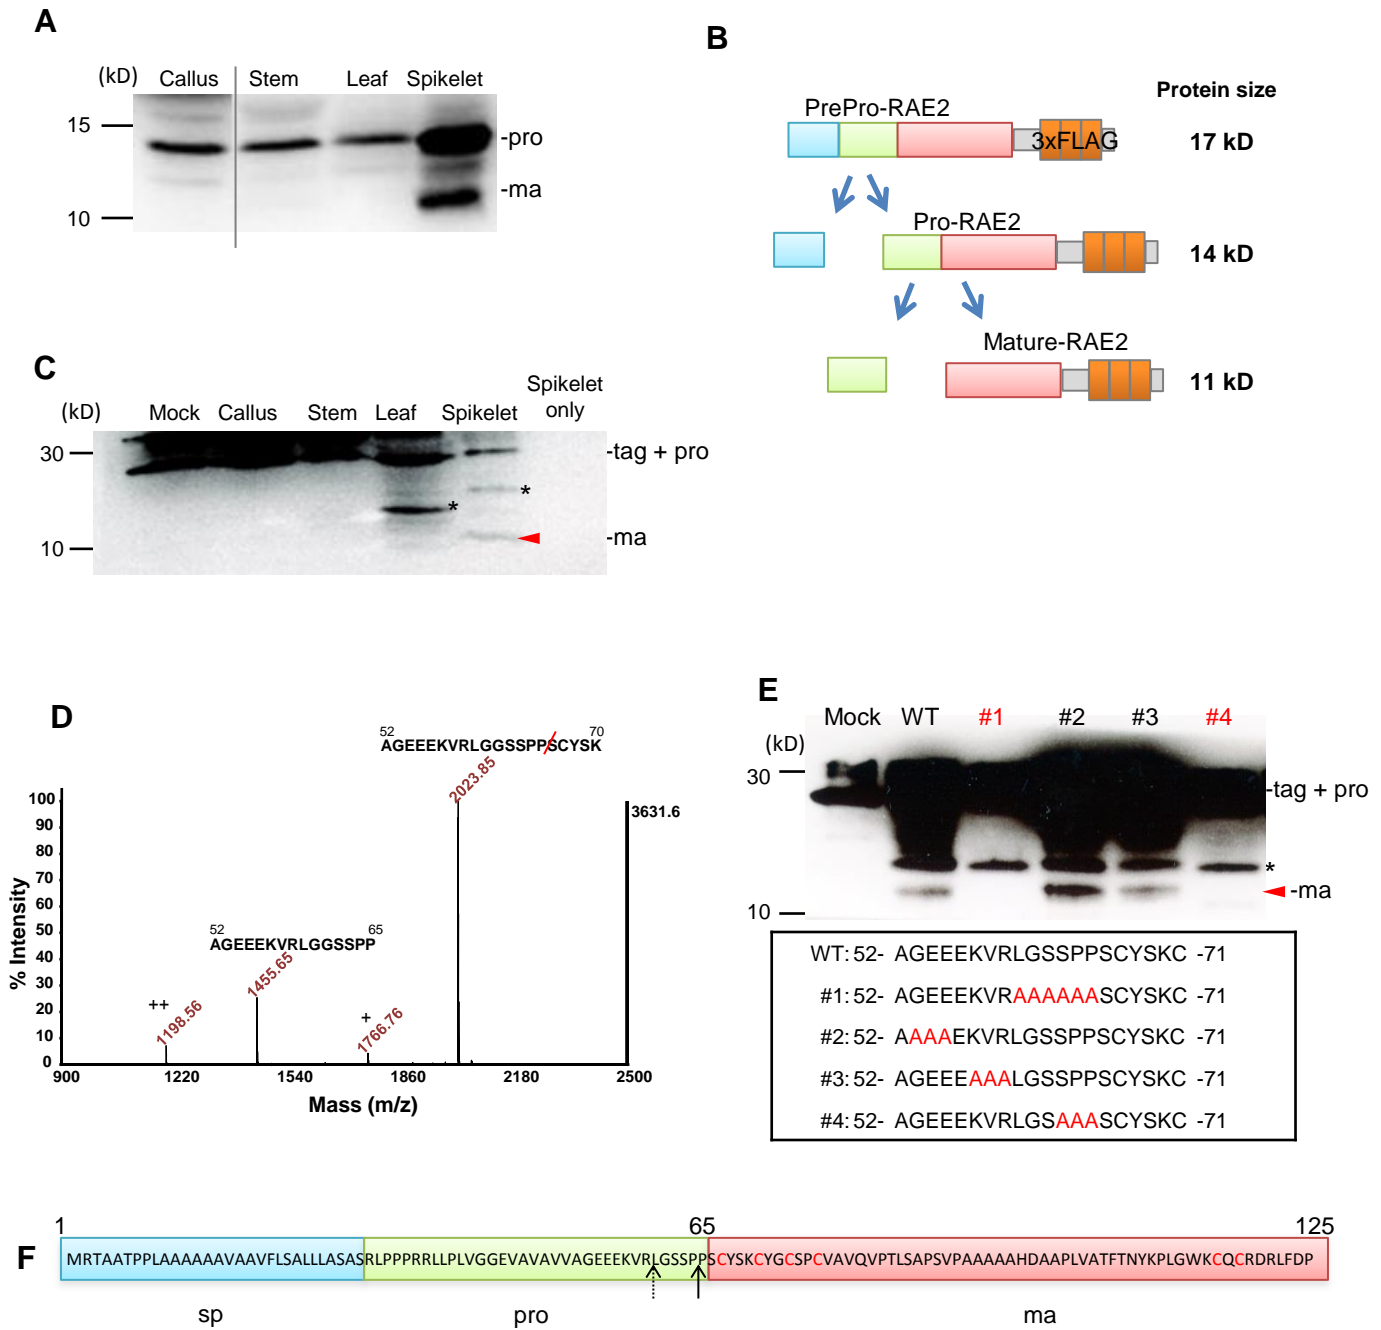 A
(kD) Callus Stem Leaf Spikelet
15
-pro
-ma
10
B
Protein size
PrePro-RAE2
3xFLAG
17 kD
Pro-RAE2
14 kD
Mature-RAE2
11 kD
C
(kD) Mock Callus Stem Leaf Spikelet Spikelet only
30
-tag + pro
*
*
-ma
10
D
52 70
AGEEEKVRLGGSSPPSCYSK
2023.85
100
90
80
70
60
50
40
30
20
10
0
% Intensity
3631.6
52 65
AGEEEKVRLGGSSPP
1455.65
++
1198.56
+
1766.76
900 1220 1540 1860 2180 2500
Mass (m/z)
E
Mock WT #1 #2 #3 #4
(kD)
30
-tag + pro
*
-ma
10
WT: 52- AGEEEKVRLGSSPPSCYSKC -71
#1: 52- AGEEEKVRAAAAAASCYSKC -71
#2: 52- AAAAEKVRLGSSPPSCYSKC -71
#3: 52- AGEEEAAALGSSPPSCYSKC -71
#4: 52- AGEEEKVRLGSAAASCYSKC -71
1 65 125
F
MRTAATPPLAAAAAAVAAVFLSALLLASASRLPPPRRLLPLVGGEVAVAVVAGEEEKVRLGSSPPSCYSKCYGCSPCVAVQVPTLSAPSVPAAAAAHDAAPLVATFTNYKPLGWKCQCRDRLFDP
sp pro ma